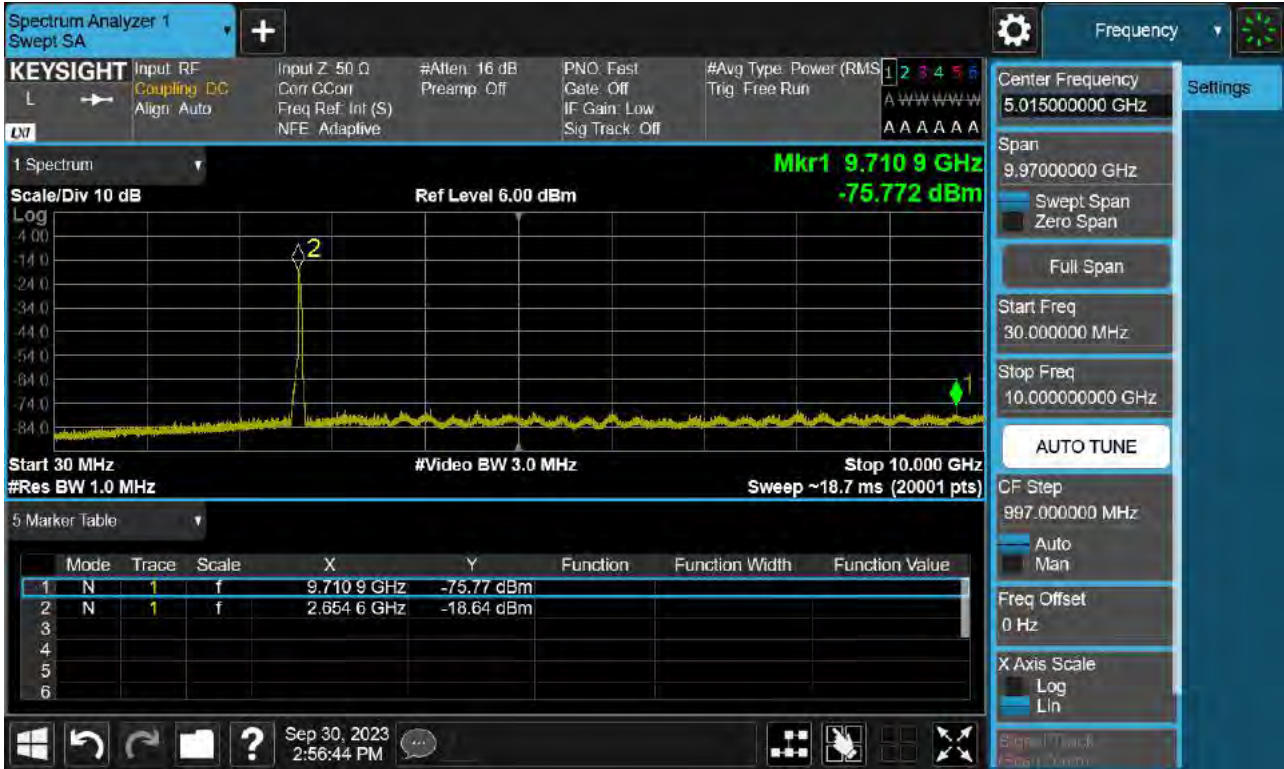 Spectrum Analyzer 1
Swept SA
+
Frequency
KEYSIGHT
L
LXI
Input: RF
Coupling: DC
Align: Auto
Input Z: 50 Ω
Corr CCorr
Freq Ref: Int (S)
NFE: Adaptive
#Atten: 16 dB
Preamp: Off
PNO: Fast
Gate: Off
IF Gain: Low
Sig Track: Off
#Avg Type: Power (RMS
Trig: Free Run
1 2 3 4 5 6
A W W W W W
A A A A A A
1 Spectrum
Mkr1 9.710 9 GHz
Scale/Div 10 dB
Ref Level 6.00 dBm
-75.772 dBm
Log
-4.00
-14.0
-24.0
-34.0
-44.0
-54.0
-64.0
-74.0
-84.0
2
1
Start 30 MHz
#Video BW 3.0 MHz
Stop 10.000 GHz
#Res BW 1.0 MHz
Sweep ~18.7 ms (20001 pts)
5 Marker Table
Mode Trace Scale X Y Function Function Width Function Value
1 N 1 f 9.710 9 GHz -75.77 dBm
2 N 1 f 2.654 6 GHz -18.64 dBm
3
4
5
6
?
Sep 30, 2023
2:56:44 PM
Center Frequency
5.015000000 GHz
Settings
Span
9.97000000 GHz
Swept Span
Zero Span
Full Span
Start Freq
30.000000 MHz
Stop Freq
10.000000000 GHz
AUTO TUNE
CF Step
997.000000 MHz
Auto
Man
Freq Offset
0 Hz
X Axis Scale
Log
Lin
Signal Track